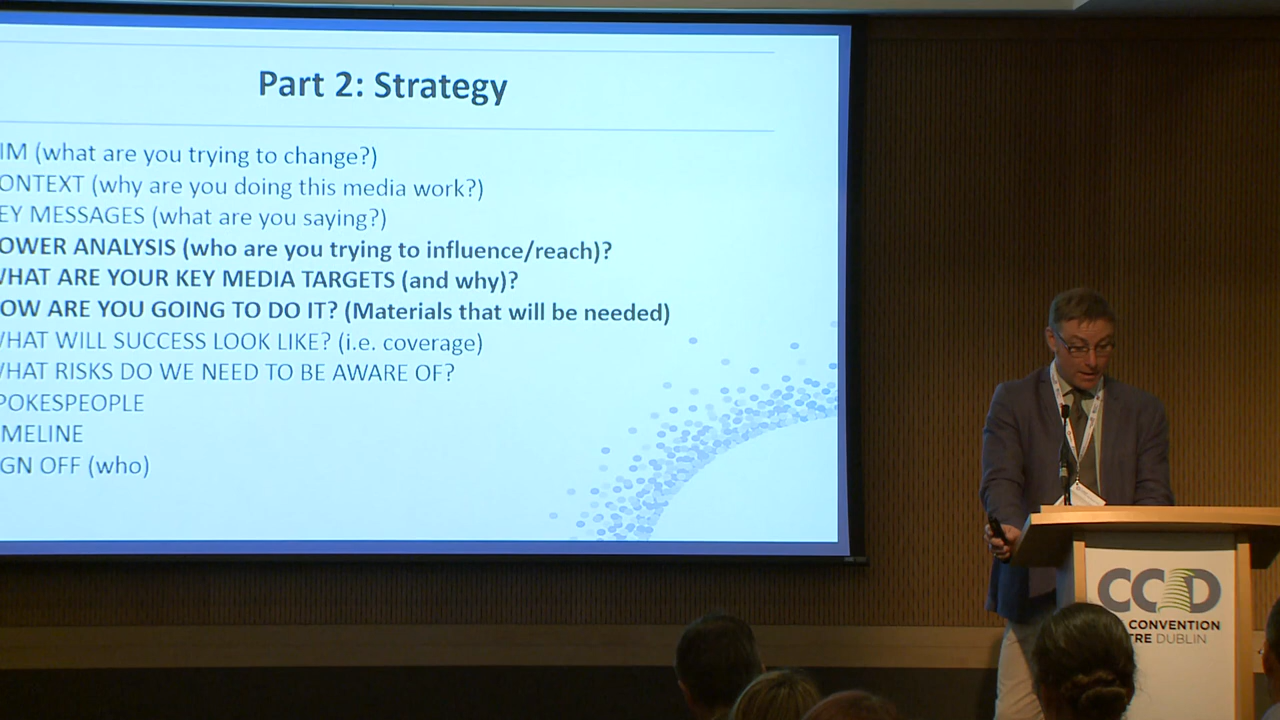 Part 2: Strategy
IM (what are you trying to change?)
ONTEXT (why are you doing this media work?)
EY MESSAGES (what are you saying?)
OWER ANALYSIS (who are you trying to influence/reach)?
WHAT ARE YOUR KEY MEDIA TARGETS (and why)?
OW ARE YOU GOING TO DO IT? (Materials that will be needed)
WHAT WILL SUCCESS LOOK LIKE? (i.e. coverage)
WHAT RISKS DO WE NEED TO BE AWARE OF?
POKESPEOPLE
MELINE
GN OFF (who)
CCD
CONVENTION
TRE DUBLIN